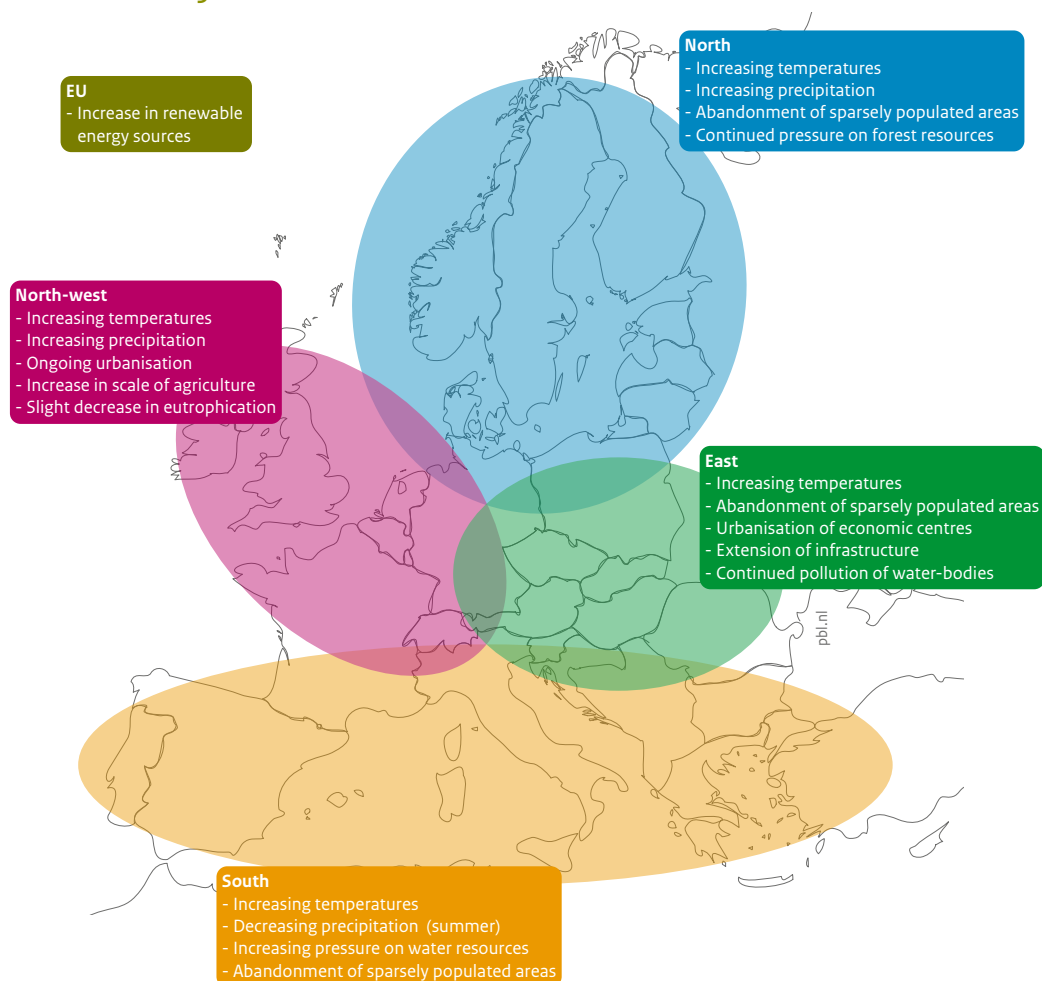 EU
- Increase in renewable
energy sources
North
- Increasing temperatures
- Increasing precipitation
- Abandonment of sparsely populated areas
- Continued pressure on forest resources
North-west
- Increasing temperatures
- Increasing precipitation
- Ongoing urbanisation
- Increase in scale of agriculture
- Slight decrease in eutrophication
East
- Increasing temperatures
- Abandonment of sparsely populated areas
- Urbanisation of economic centres
- Extension of infrastructure
- Continued pollution of water-bodies
pbl.nl
South
- Increasing temperatures
- Decreasing precipitation (summer)
- Increasing pressure on water resources
- Abandonment of sparsely populated areas